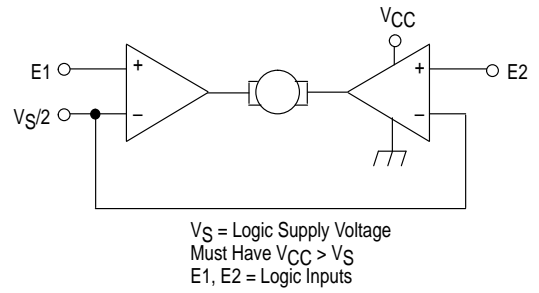 VCC
E1
+
+
E2
VS/2
−
−
VS = Logic Supply Voltage
Must Have VCC > VS
E1, E2 = Logic Inputs